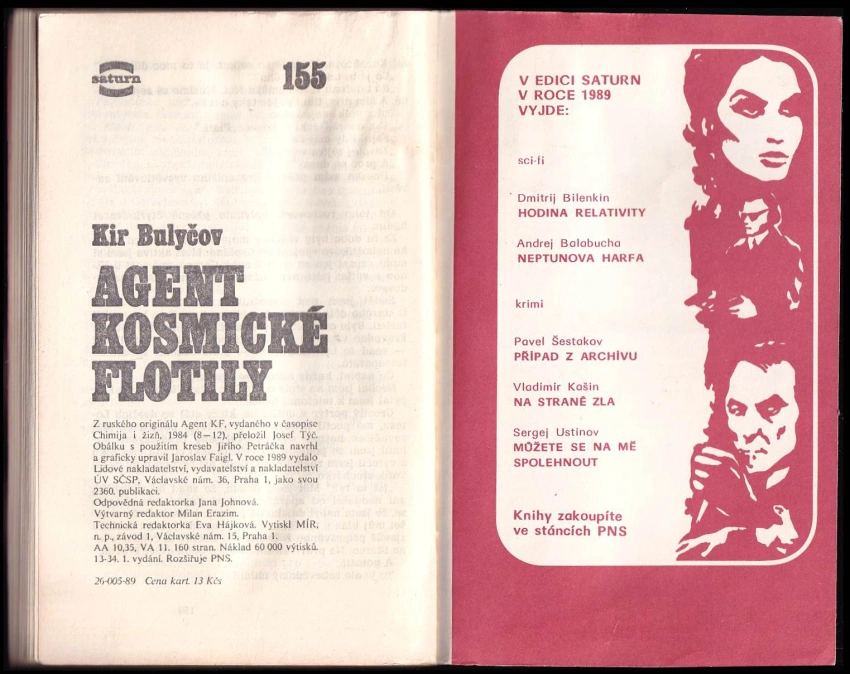 saturn
155
Kir Bulyčov
AGENT
KOSMICKÉ
FLOTILY
Z ruského originálu Agent KF, vydaného v časopise
Chimija i žizň, 1984 (8—12), přeložil Josef Týč.
Obálku s použitím kreseb Jiřího Petráčka navrhl
a graficky upravil Jaroslav Faigl. V roce 1989 vydalo
Lidové nakladatelství, vydavatelství a nakladatelství
ÚV SČSP, Václavské nám. 36, Praha 1, jako svou
2360. publikaci.
Odpovědná redaktorka Jana Johnová.
Výtvarný redaktor Milan Erazim.
Technická redaktorka Eva Hájková. Vytiskl MÍR,
n. p., závod 1, Václavské nám. 15, Praha 1.
AA 10,35, VA 11. 160 stran. Náklad 60 000 výtisků.
13-34. 1. vydání. Rozšiřuje PNS.
26-005-89 Cena kart. 13 Kčs
V EDICI SATURN
V ROCE 1989
VYJDE:
sci-fi
Dmitrij Bilenkin
HODINA RELATIVITY
Andrej Balabucha
NEPTUNOVA HARFA
krimi
Pavel Šestakov
PŘÍPAD Z ARCHÍVU
Vladimír Kašin
NA STRANĚ ZLA
Sergej Ustinov
MŮŽETE SE NA MĚ
SPOLEHNOUT
Knihy zakoupíte
ve stáncích PNS